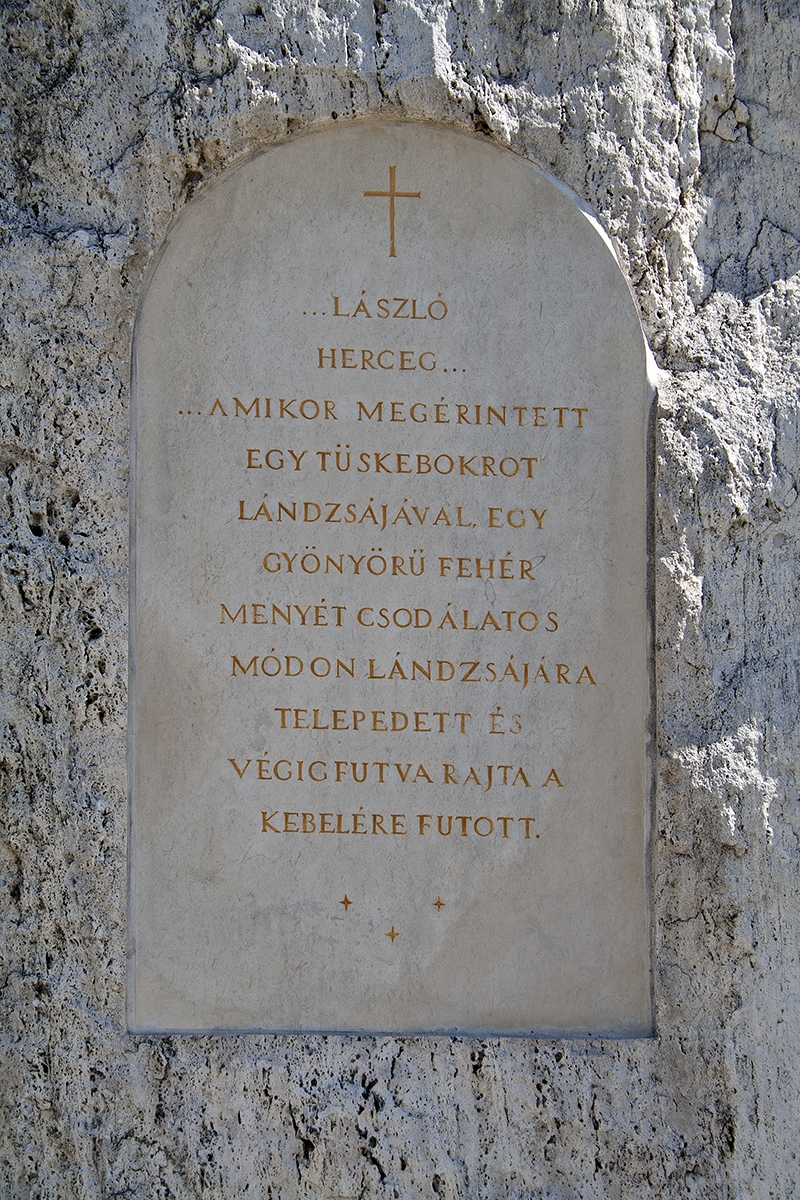 ...LÁSZLÓ
HERCEG...
...AMIKOR MEGÉRINTETT
EGY TÜSKEBOKROT
LÁNDZSÁJÁVAL, EGY
GYÖNYÖRŰ FEHÉR
MENYÉT CSODÁLATOS
MÓDON LÁNDZSÁJÁRA
TELEPEDETT ÉS
VÉGIGFUTVA RAJTA A
KEBELÉRE FUTOTT.